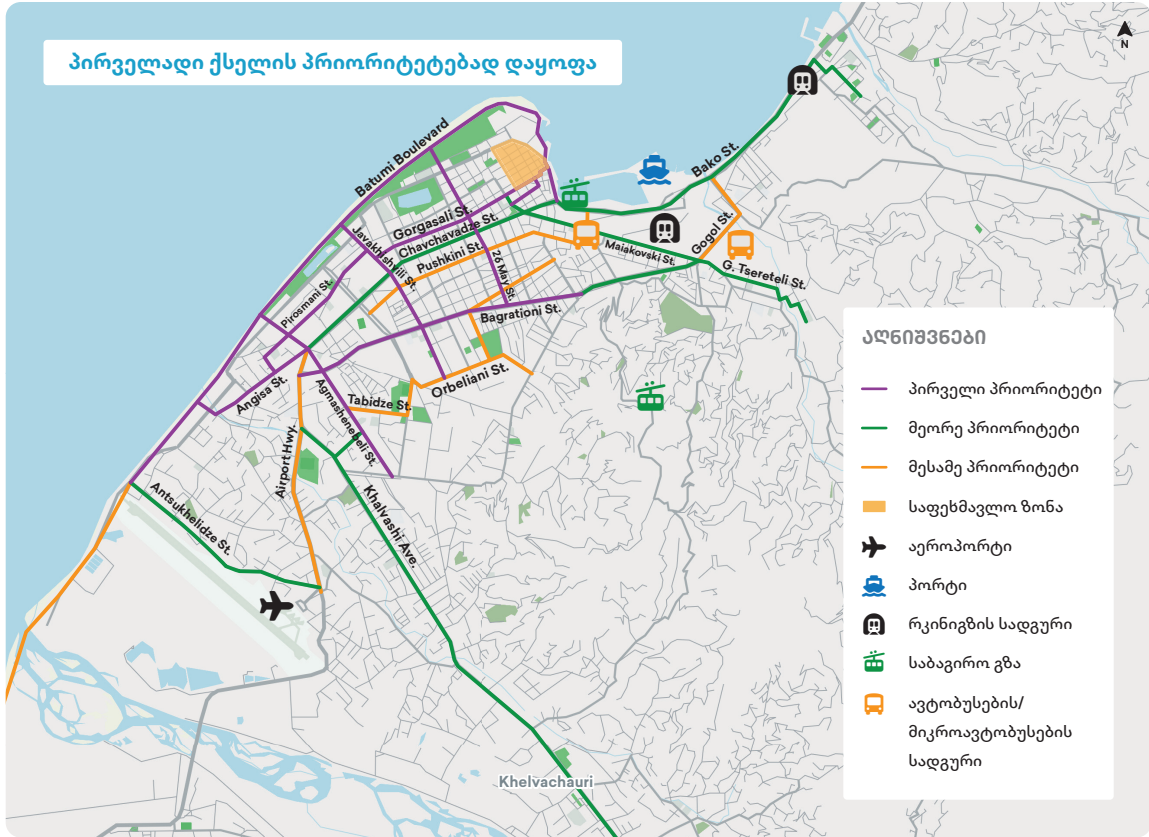 პირველადი ქსელის პრიორიტეტებად დაყოფა
N
Batumi Boulevard
Bako St.
Gorgasali St.
Chavchavadze St.
Javakhishvili St.
Pushkini St.
26 May St.
Maiakovski St.
Gogol St.
G. Tsereteli St.
Pirosmani St.
Bagrationi St.
Angisa St.
Agmashenebeli St.
Tabidze St.
Orbeliani St.
Airport Hwy.
Khalvashi Ave.
Antsukhelidze St.
Khelvachauri
აღნიშვნები
პირველი პრიორიტეტი
მეორე პრიორიტეტი
მესამე პრიორიტეტი
საფეხმავლო ზონა
აეროპორტი
პორტი
რკინიგზის სადგური
საბაგირო გზა
ავტობუსების/
მიკროავტობუსების
სადგური